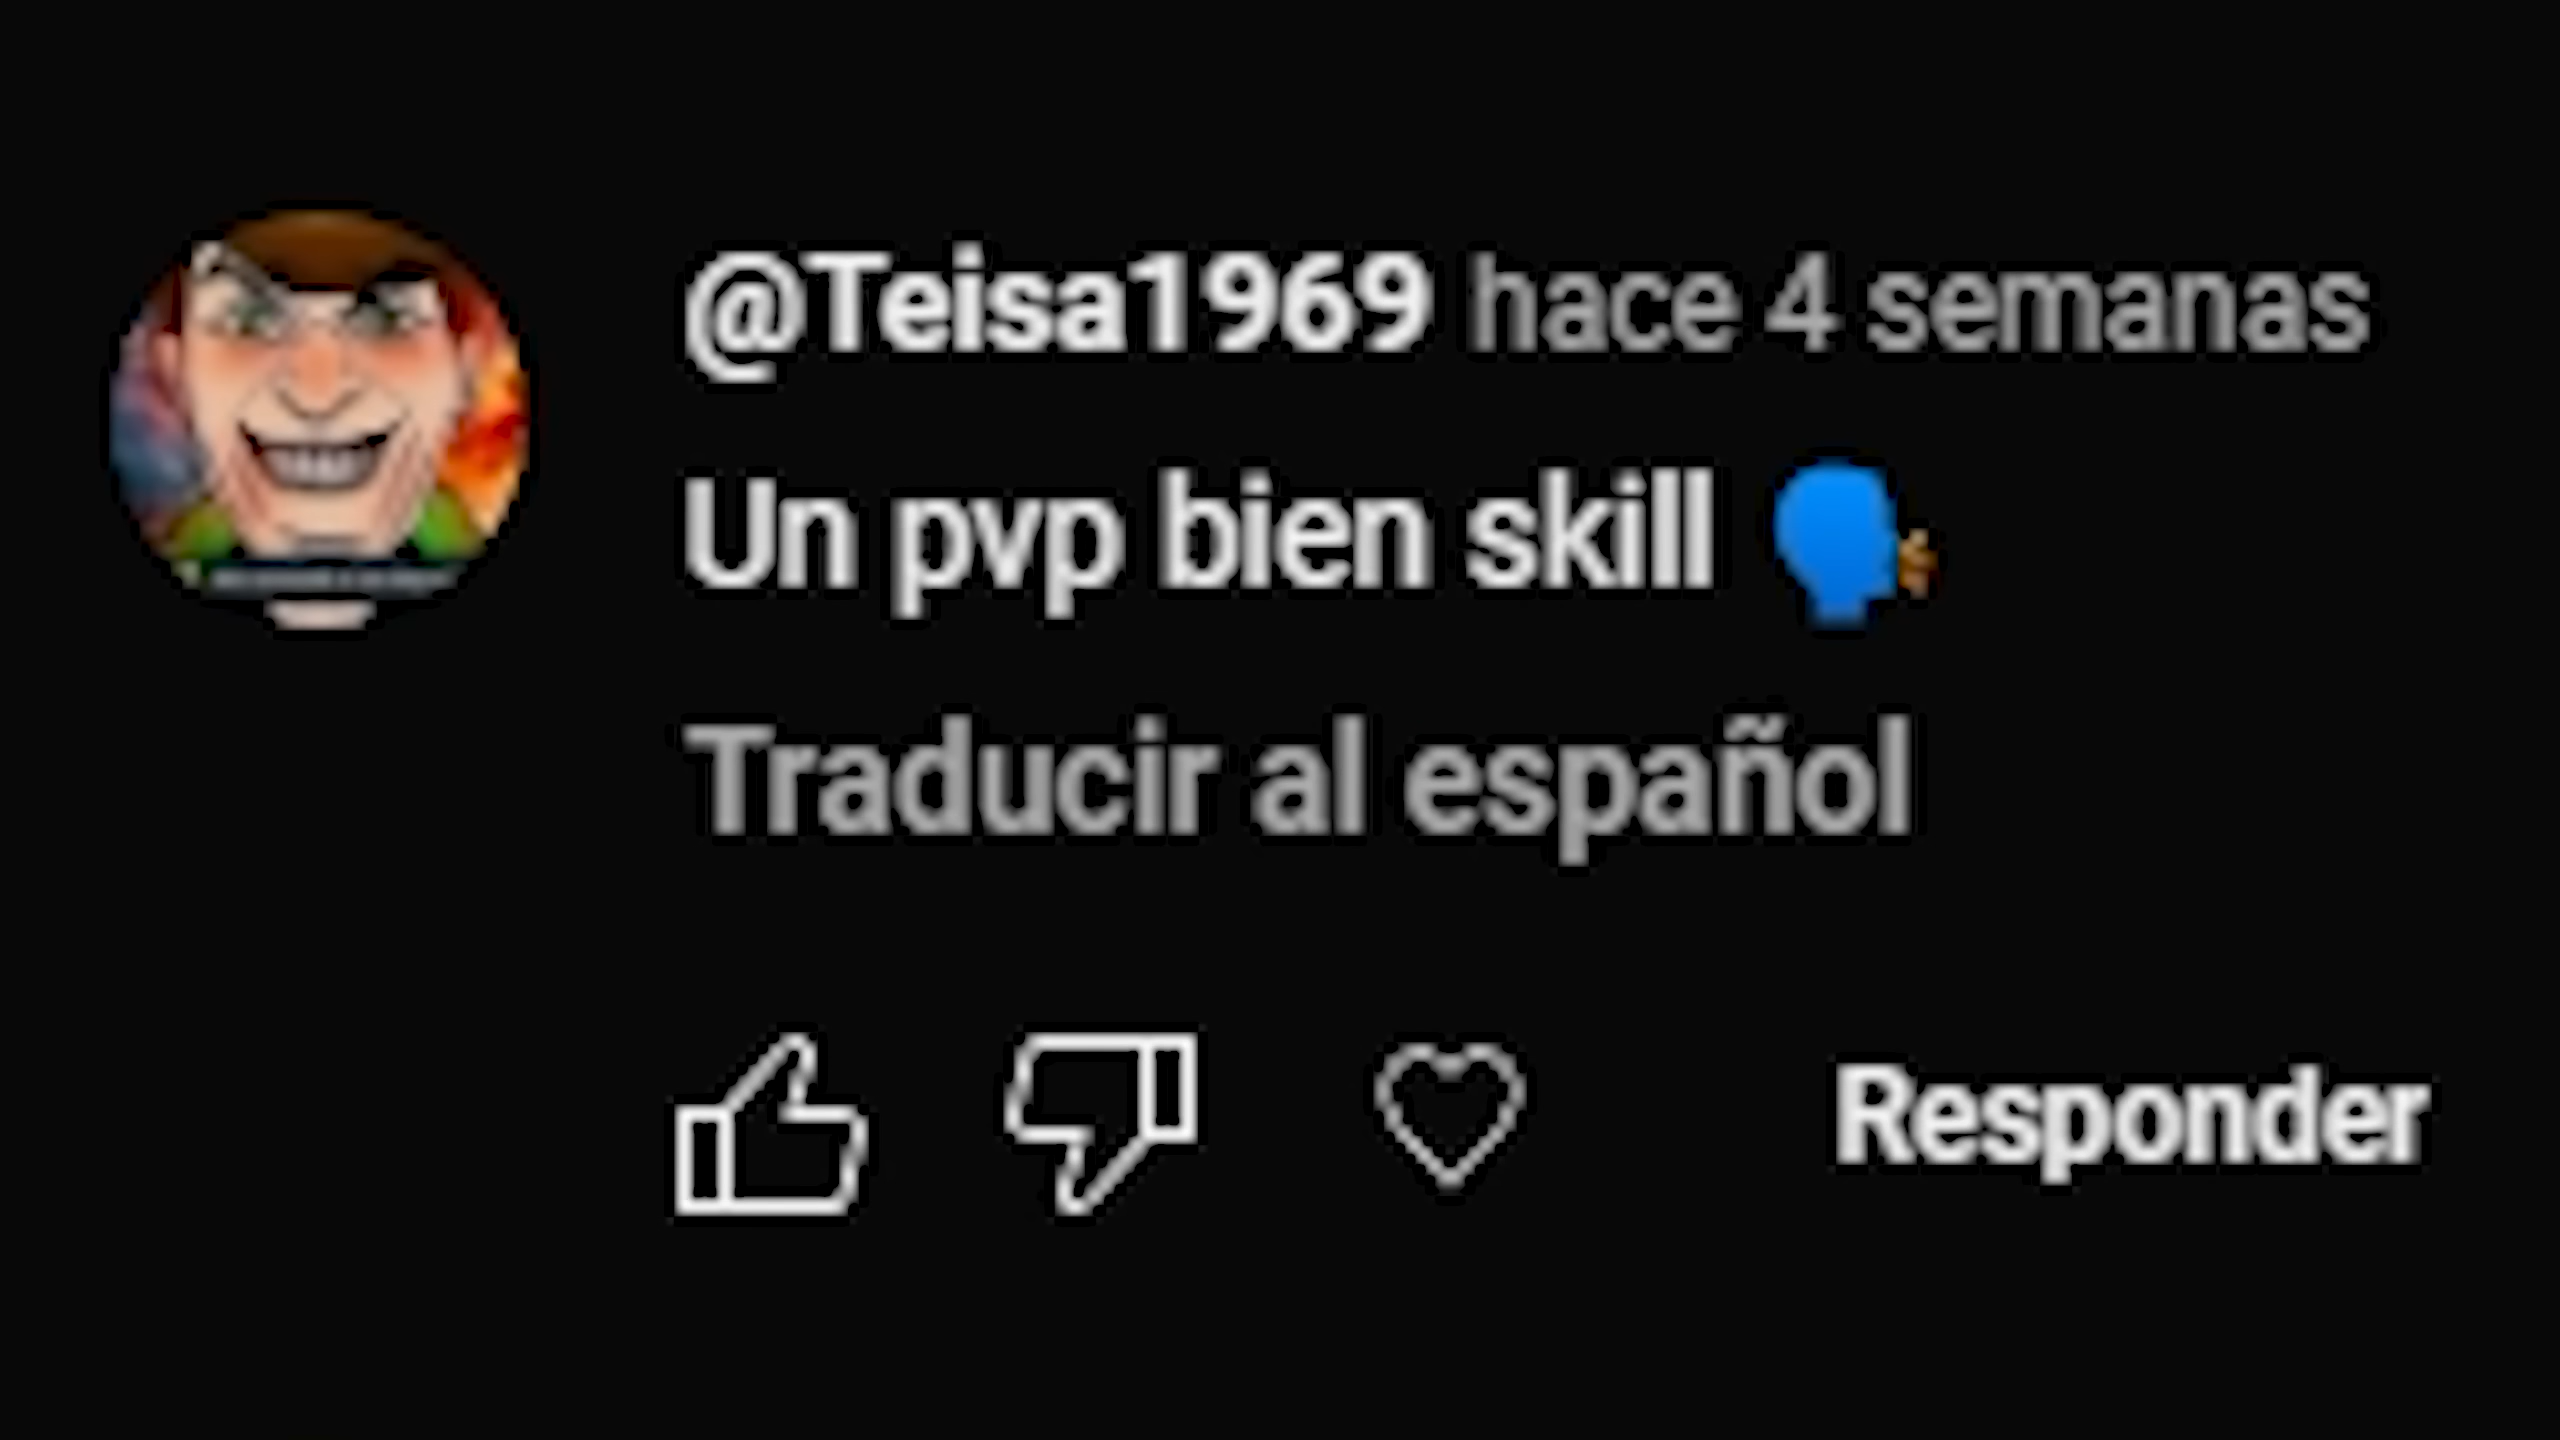 @Teisa1969 hace 4 semanas
Un pvp bien skill 🗣
Traducir al español
Responder